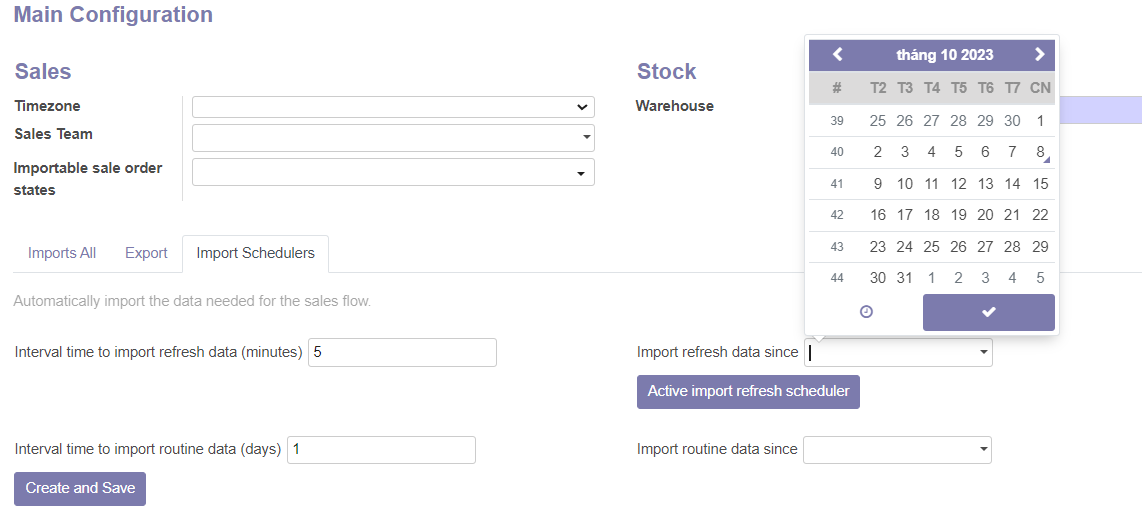 Main Configuration
Sales
Timezone
Sales Team
Importable sale order
states
Stock
Warehouse
tháng 10 2023
# T2 T3 T4 T5 T6 T7 CN
39 25 26 27 28 29 30 1
40 2 3 4 5 6 7 8
41 9 10 11 12 13 14 15
42 16 17 18 19 20 21 22
43 23 24 25 26 27 28 29
44 30 31 1 2 3 4 5
Imports All Export Import Schedulers
Automatically import the data needed for the sales flow.
Interval time to import refresh data (minutes) 5
Import refresh data since
Active import refresh scheduler
Interval time to import routine data (days) 1
Import routine data since
Create and Save